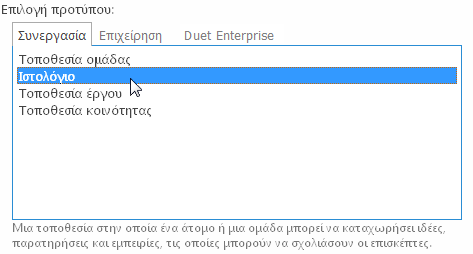 Επιλογή προτύπου:
Συνεργασία Επιχείρηση Duet Enterprise
Τοποθεσία ομάδας
Ιστολόγιο
Τοποθεσία έργου
Τοποθεσία κοινότητας
Μια τοποθεσία στην οποία ένα άτομο ή μια ομάδα μπορεί να καταχωρήσει ιδέες,
παρατηρήσεις και εμπειρίες, τις οποίες μπορούν να σχολιάσουν οι επισκέπτες.